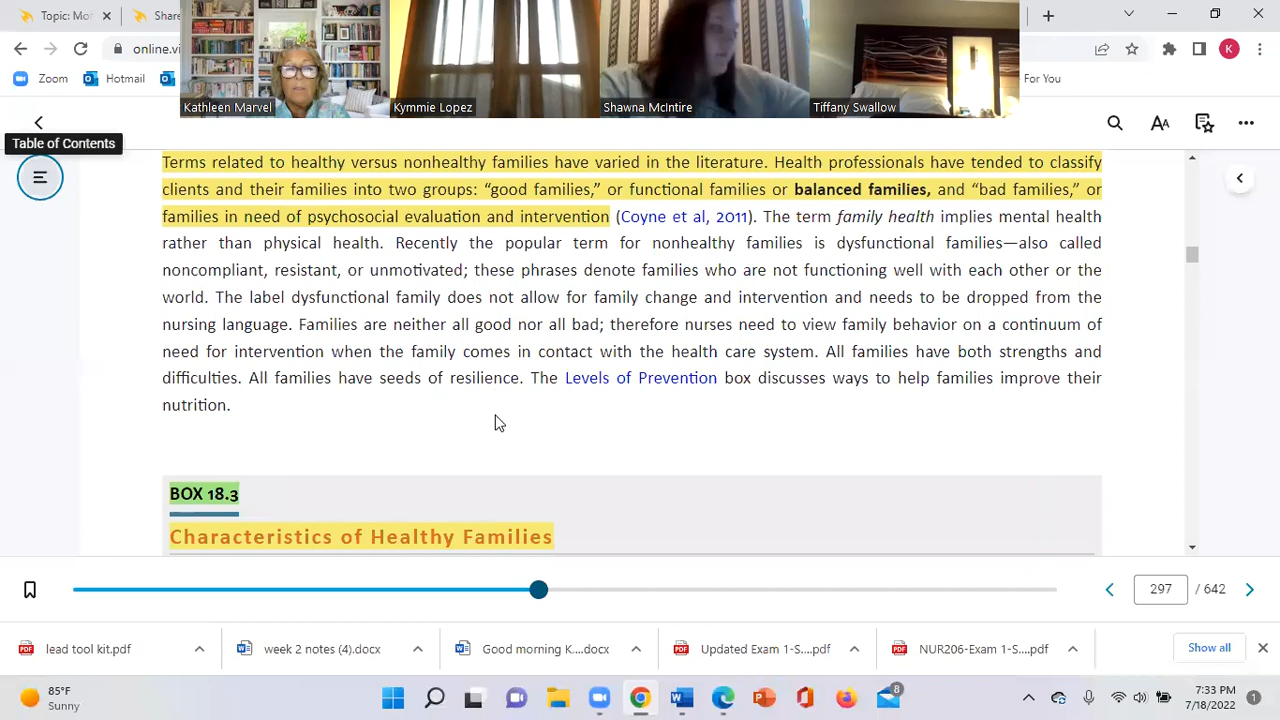 Topic: Mo
Share
online.vi
Zoom
Hotmail
For You
K
Kathleen Marvel
Kymmie Lopez
Shawna McIntire
Tiffany Swallow
Table of Contents
AA
Terms related to healthy versus nonhealthy families have varied in the literature. Health professionals have tended to classify
clients and their families into two groups: “good families,” or functional families or balanced families, and “bad families,” or
families in need of psychosocial evaluation and intervention (Coyne et al, 2011). The term family health implies mental health
rather than physical health. Recently the popular term for nonhealthy families is dysfunctional families—also called
noncompliant, resistant, or unmotivated; these phrases denote families who are not functioning well with each other or the
world. The label dysfunctional family does not allow for family change and intervention and needs to be dropped from the
nursing language. Families are neither all good nor all bad; therefore nurses need to view family behavior on a continuum of
need for intervention when the family comes in contact with the health care system. All families have both strengths and
difficulties. All families have seeds of resilience. The Levels of Prevention box discusses ways to help families improve their
nutrition.
BOX 18.3
Characteristics of Healthy Families
297 / 642
lead tool kit.pdf
week 2 notes (4).docx
Good morning K....docx
Updated Exam 1-S....pdf
NUR206-Exam 1-S....pdf
Show all
85°F
Sunny
8
7:33 PM
7/18/2022
1